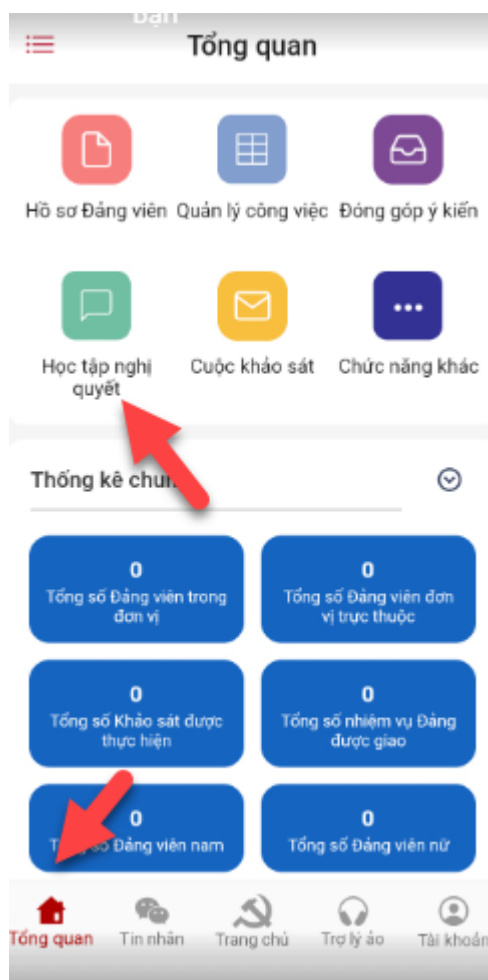 bạn
Tổng quan
Hồ sơ Đảng viên Quản lý công việc Đóng góp ý kiến
Học tập nghị
quyết
Cuộc khảo sát
Chức năng khác
Thống kê
0
Tổng số Đảng viên trong
đơn vị
0
Tổng số Đảng viên đơn
vị trực thuộc
0
Tổng số Khảo sát được
thực hiện
0
Tổng số nhiệm vụ Đảng
được giao
0
số Đảng viên nam
0
Tổng số Đảng viên nữ
Tổng quan Tin nhắn Trang chủ Trợ lý ảo Tài khoản